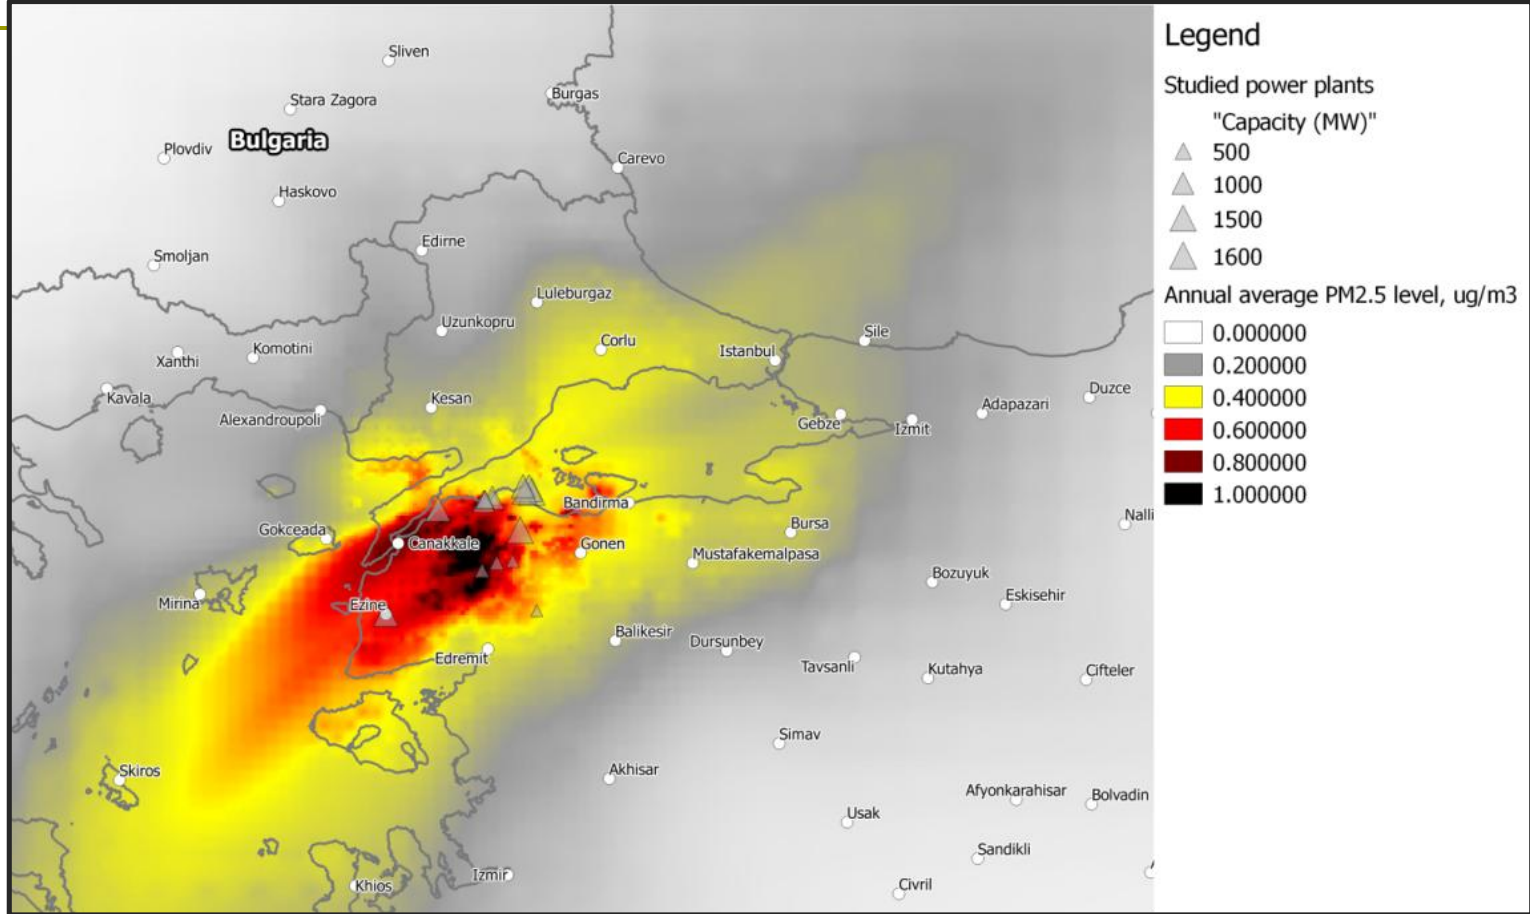 Sliven
Stara Zagora
Burgas
Bulgaria
Plovdiv
Carevo
Haskovo
Edirne
Smoljan
Luleburgaz
Uzunkopru
Sile
Corlu
Istanbul
Komotini
Xanthi
Duzce
Kavala
Kesan
Adapazari
Alexandroupoli
Gebze
Izmit
Bandirma
Nalli
Gokceada
Bursa
Canakkale
Gonen
Mustafakemalpasa
Bozuyuk
Eskisehir
Mirina
Ezine
Balikesir
Dursunbey
Edremit
Tavsanli
Kutahya
Cifteler
Simav
Skiros
Akhisar
Afyonkarahisar
Bolvadin
Usak
Sandikli
Izmir
Khios
Civril
Legend
Studied power plants
"Capacity (MW)"
500
1000
1500
1600
Annual average PM2.5 level, ug/m3
0.000000
0.200000
0.400000
0.600000
0.800000
1.000000